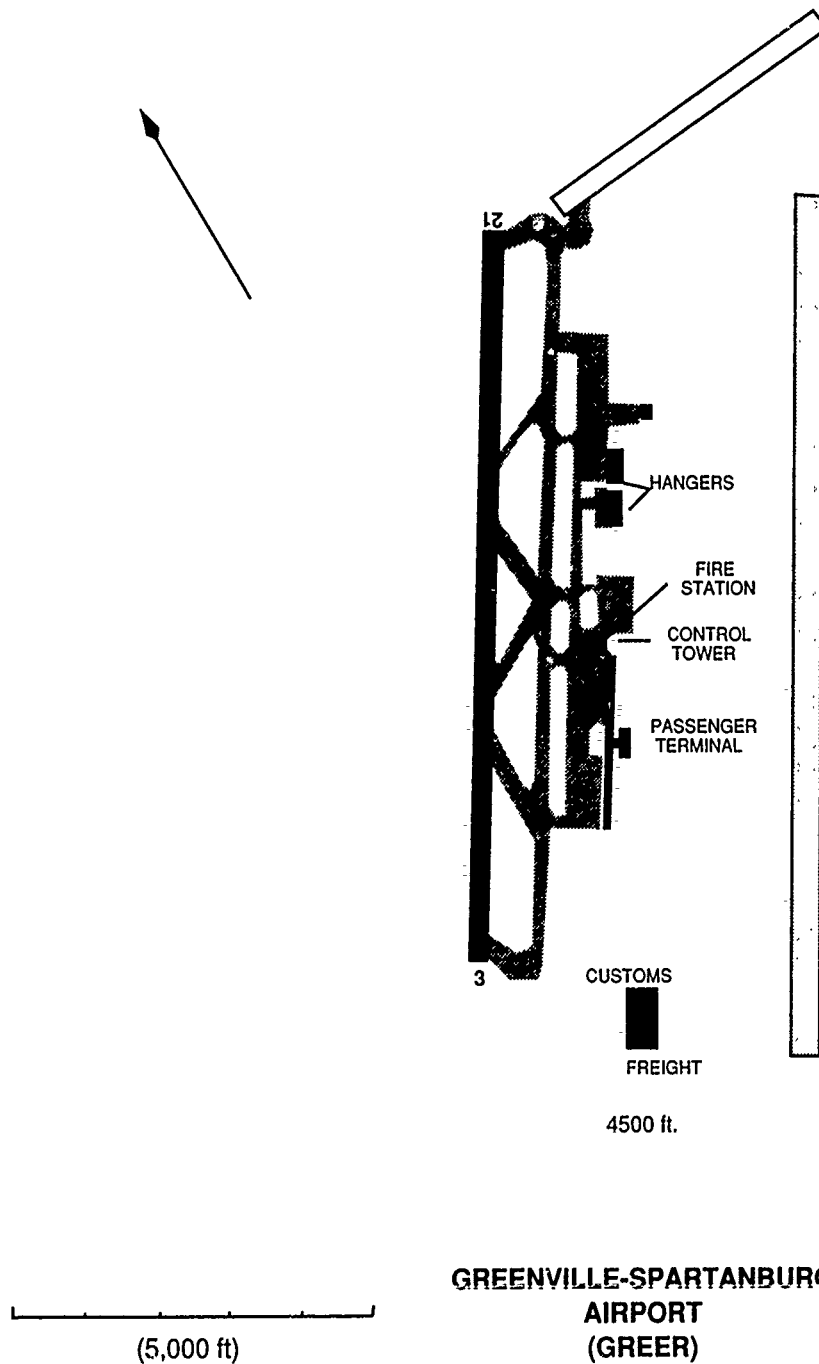 21
HANGERS
FIRE
STATION
CONTROL
TOWER
PASSENGER
TERMINAL
3
CUSTOMS
FREIGHT
4500 ft.
(5,000 ft)
GREENVILLE-SPARTANBURG
AIRPORT
(GREER)